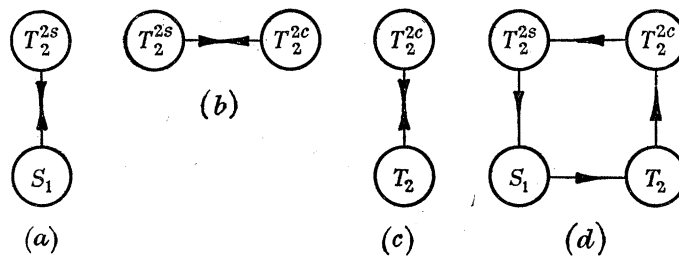 T_2^{2s} T_2^{2s} T_2^{2c} T_2^{2c} T_2^{2s} T_2^{2c}
(b)
S_1 T_2 S_1 T_2
(a) (c) (d)